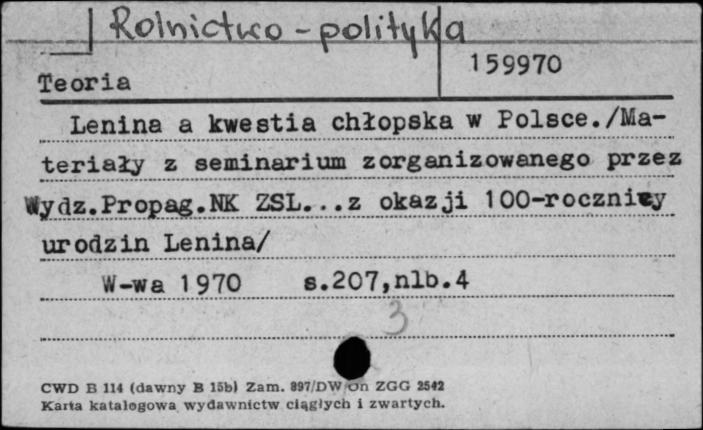 Rolnictwo - polityka
159970
Teoria
Lenina a kwestia chłopska w Polsce./Ma-
teriały z seminarium zorganizowanego przez
Wydz.Propag.NK ZSL...z okazji 100-rocznicy
urodzin Lenina/
W-wa 1970 s.207,nlb.4
3
CWD B 114 (dawny B 15b) Zam. 897/DW/Dn ZGG 2542
Karta katalogowa wydawnictw ciągłych i zwartych.